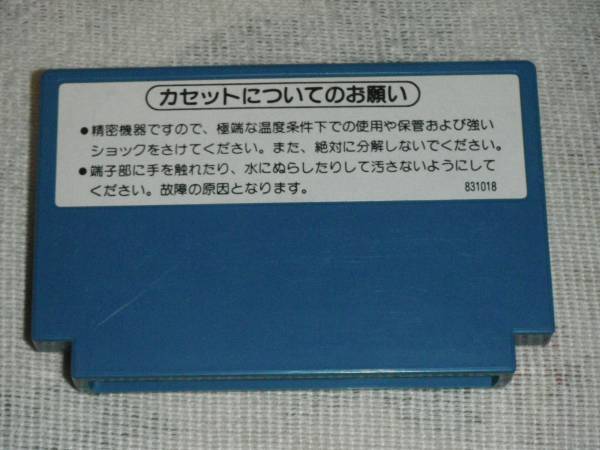 カセットについてのお願い
●精密機器ですので、極端な温度条件下での使用や保管および強い
ショックをさけてください。また、絶対に分解しないでください。
●端子部に手を触れたり、水にぬらしたりして汚さないようにして
ください。故障の原因となります。 831018